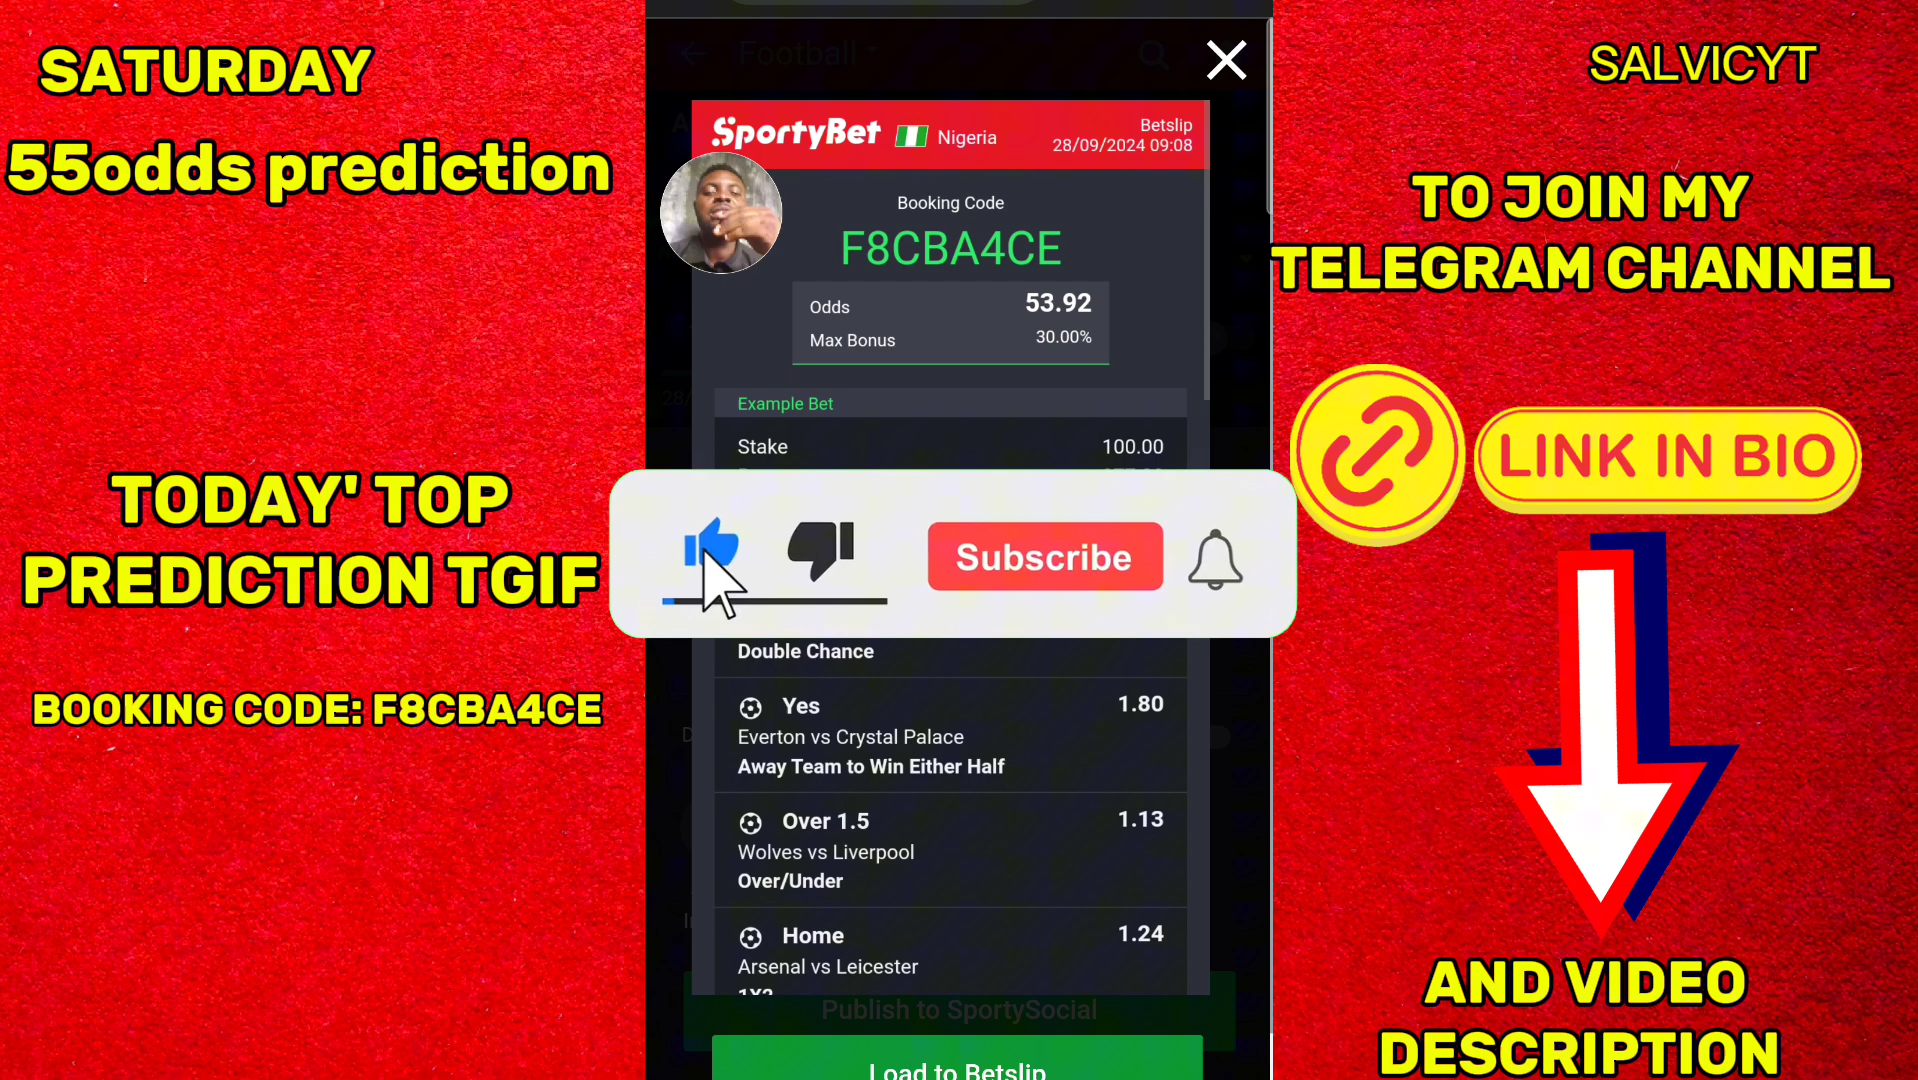 SATURDAY
55odds prediction
TODAY' TOP
PREDICTION TGIF
BOOKING CODE: F8CBA4CE
Football
SportyBet
Nigeria
Betslip
28/09/2024 09:08
Booking Code
F8CBA4CE
Odds 53.92
Max Bonus 30.00%
Example Bet
Stake 100.00
Subscribe
Double Chance
Yes 1.80
Everton vs Crystal Palace
Away Team to Win Either Half
Over 1.5 1.13
Wolves vs Liverpool
Over/Under
Home 1.24
Arsenal vs Leicester
1X2
Publish to SportySocial
Load to Betslip
SALVICYT
TO JOIN MY
TELEGRAM CHANNEL
LINK IN BIO
AND VIDEO
DESCRIPTION